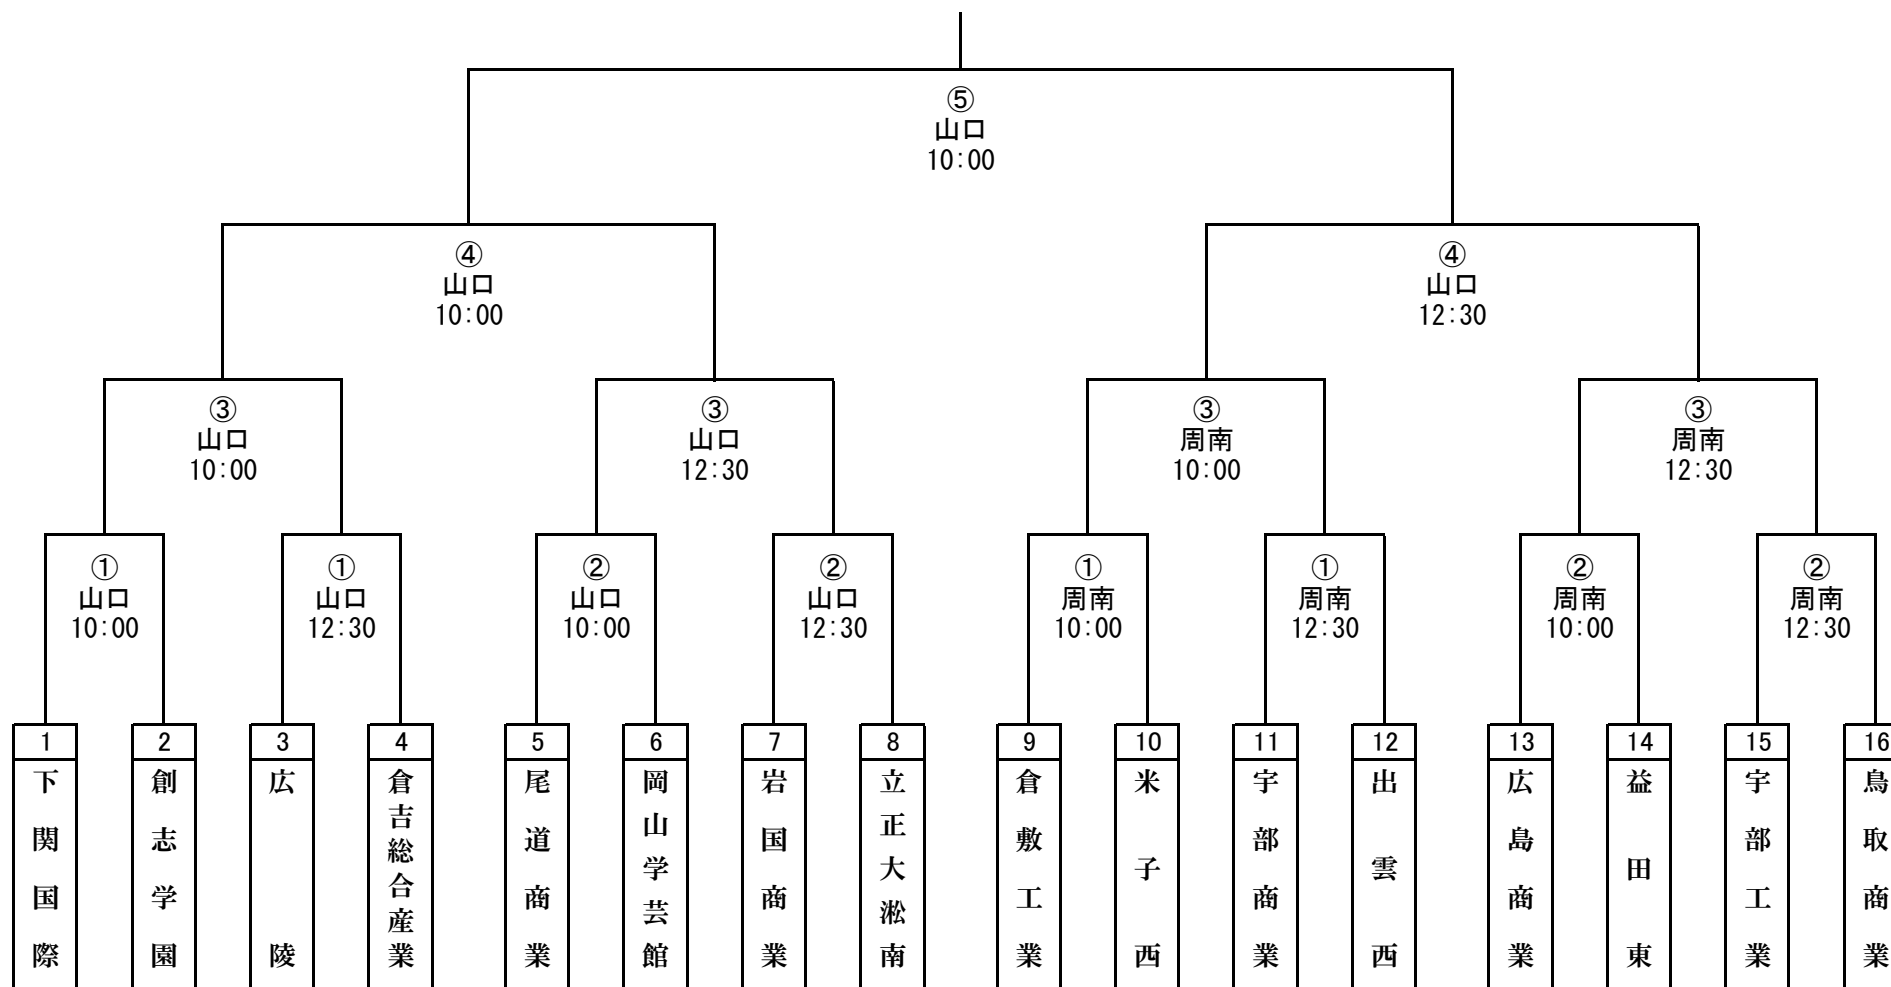 ⑤
山口
10:00
④
山口
10:00
④
山口
12:30
③
山口
10:00
③
山口
12:30
③
周南
10:00
③
周南
12:30
①
山口
10:00
①
山口
12:30
②
山口
10:00
②
山口
12:30
①
周南
10:00
①
周南
12:30
②
周南
10:00
②
周南
12:30
1
下関国際
2
創志学園
3
広陵
4
倉吉総合産業
5
尾道商業
6
岡山学芸館
7
岩国商業
8
立正大淞南
9
倉敷工業
10
米子西
11
宇部商業
12
出雲西
13
広島商業
14
益田東
15
宇部工業
16
鳥取商業